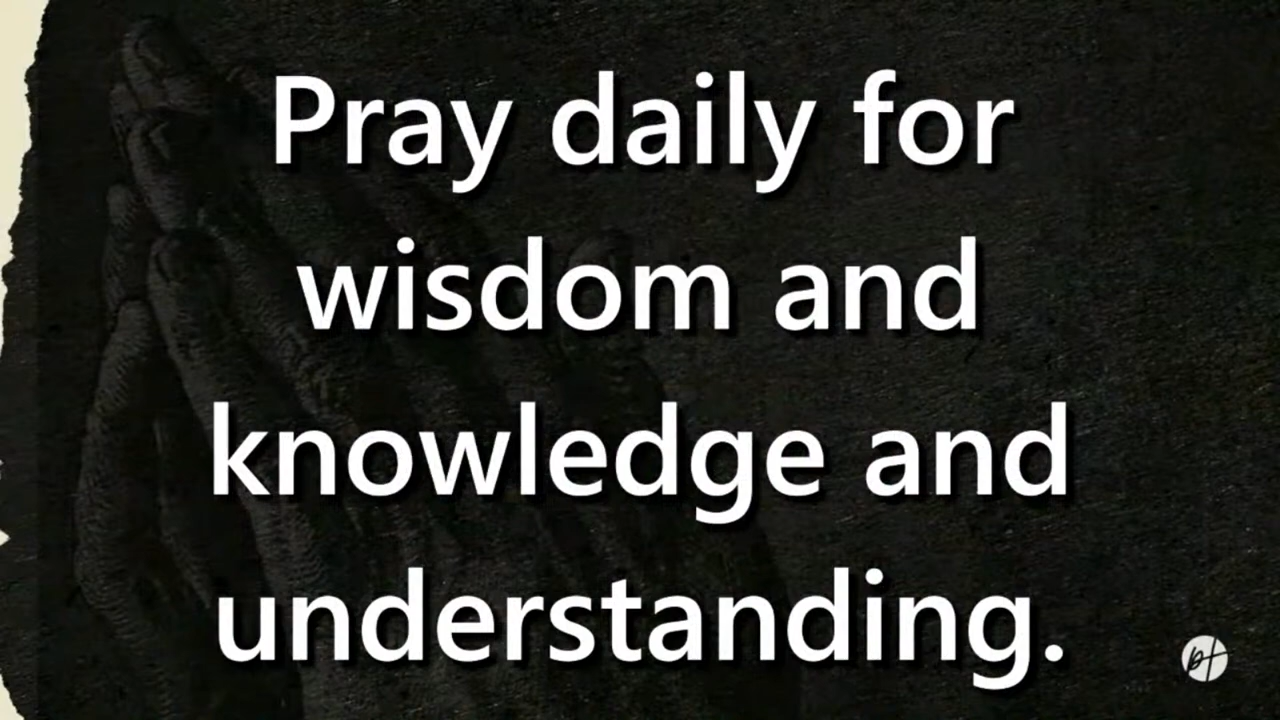 Pray daily for
wisdom and
knowledge and
understanding.